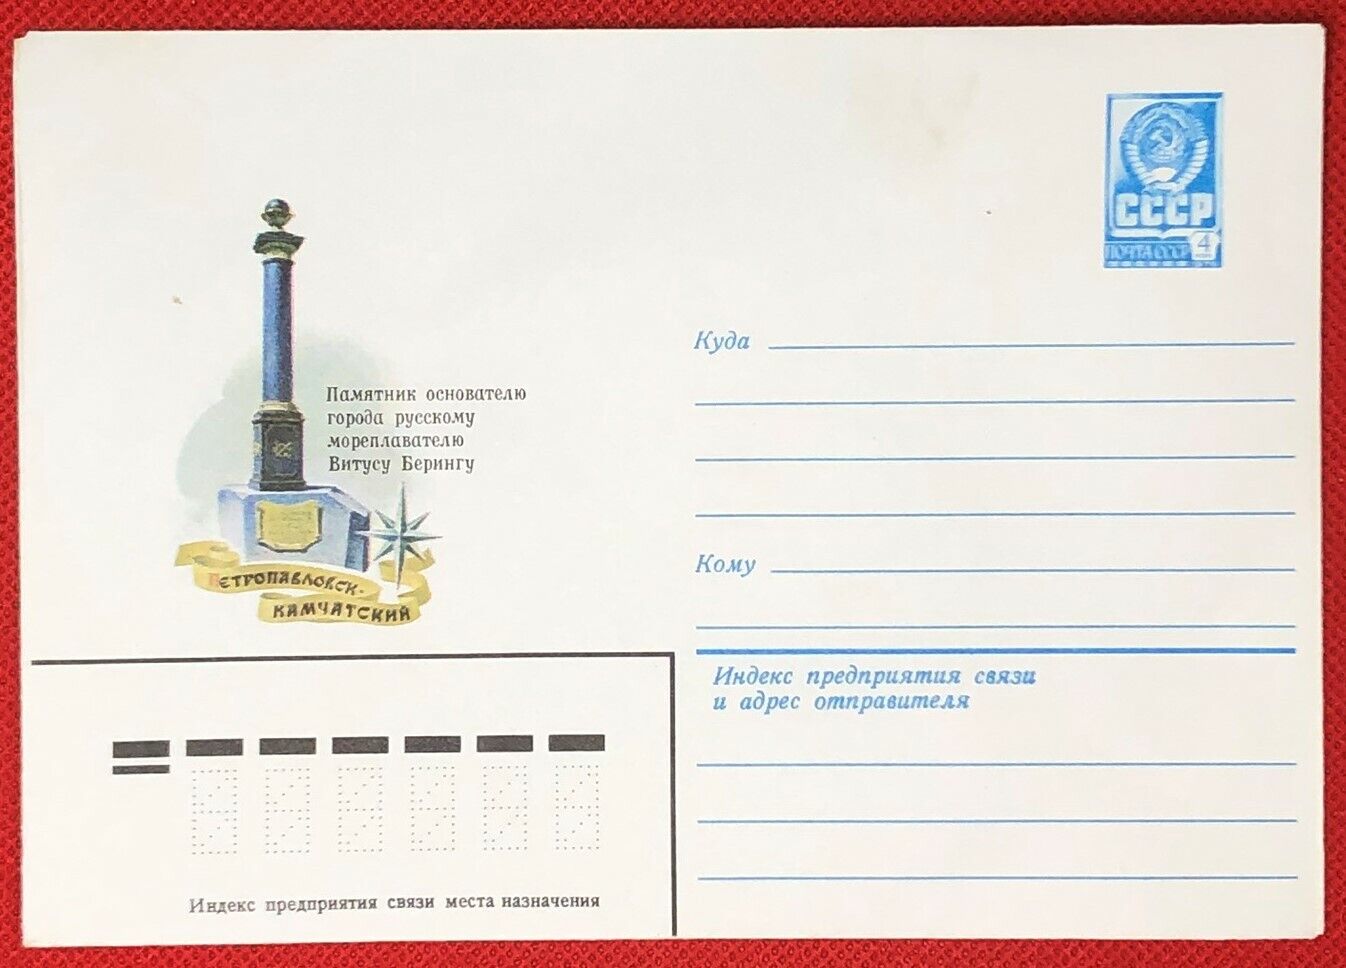 СССР
ПОЧТА СССР 4
Памятник основателю
города русскому
мореплавателю
Витусу Берингу
ПЕТРОПАВЛОВСК-
КАМЧАТСКИЙ
Куда
Кому
Индекс предприятия связи
и адрес отправителя
Индекс предприятия связи места назначения